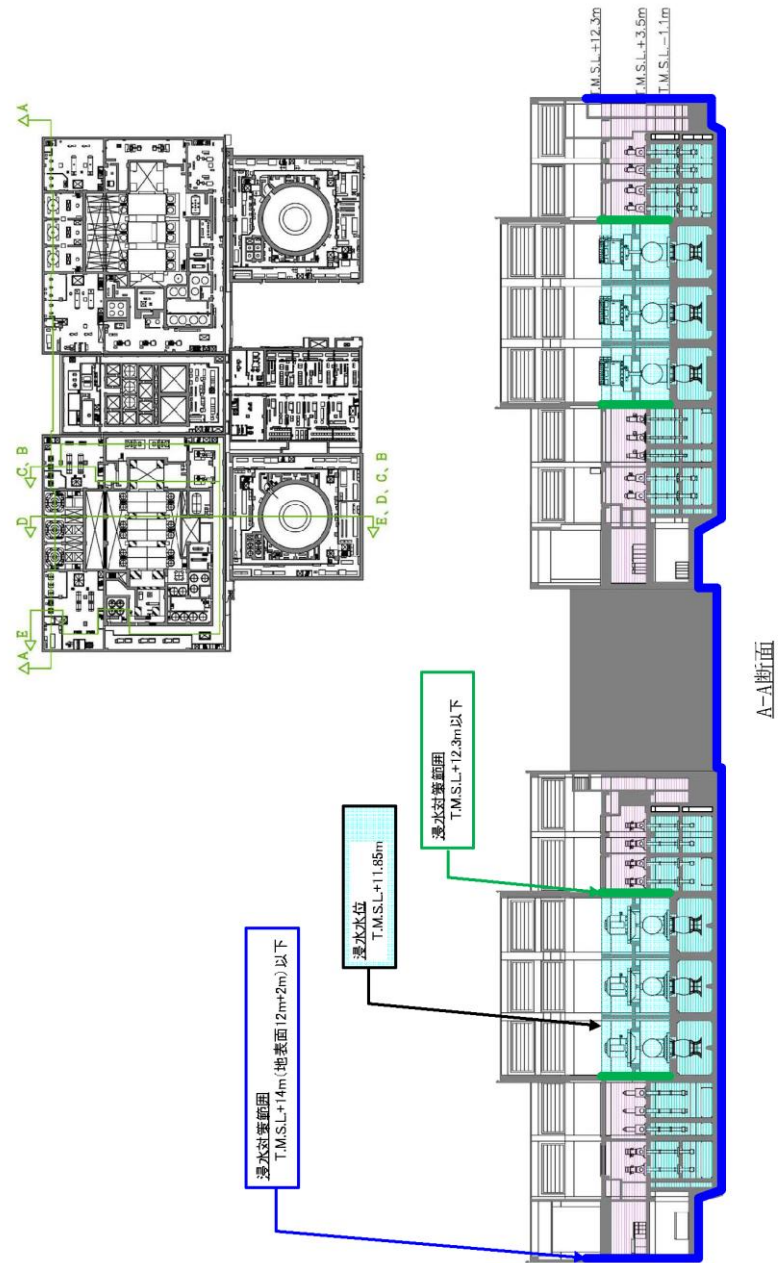 A
A
E
D
C、B
E、D、C、B
浸水対策範囲
T.M.S.L.+14m(地表面12m+2m)以下
浸水水位
T.M.S.L.+11.85m
浸水対策範囲
T.M.S.L.+12.3m以下
T.M.S.L.+12.3m
T.M.S.L.+3.5m
T.M.S.L.-1.1m
A-A断面